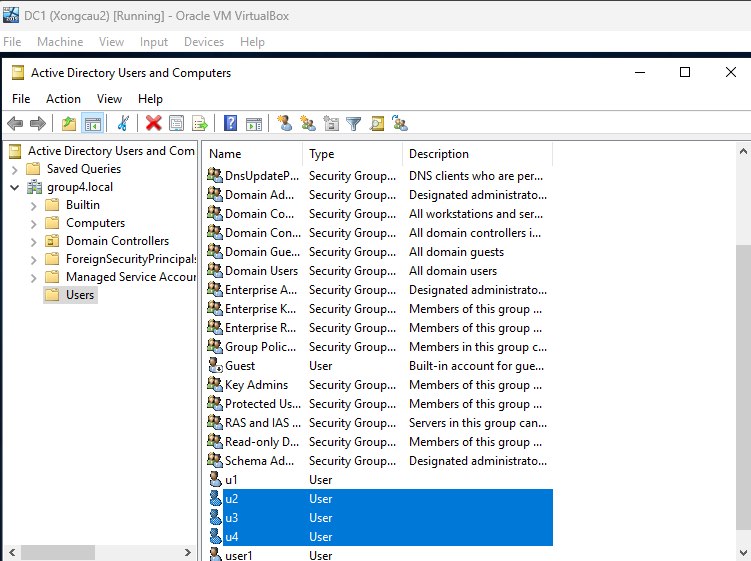 DC1 (Xongcau2) [Running] - Oracle VM VirtualBox
File Machine View Input Devices Help
Active Directory Users and Computers
File Action View Help
Active Directory Users and Com
Saved Queries
group4.local
Builtin
Computers
Domain Controllers
ForeignSecurityPrincipals
Managed Service Accour
Users
Name Type Description
DnsUpdateP... Security Group... DNS clients who are per...
Domain Ad... Security Group... Designated administrato...
Domain Co... Security Group... All workstations and ser...
Domain Con... Security Group... All domain controllers i...
Domain Gue... Security Group... All domain guests
Domain Users Security Group... All domain users
Enterprise A... Security Group... Designated administrato...
Enterprise K... Security Group... Members of this group ...
Enterprise R... Security Group... Members of this group ...
Group Polic... Security Group... Members in this group c...
Guest User Built-in account for gue...
Key Admins Security Group... Members of this group ...
Protected Us... Security Group... Members of this group ...
RAS and IAS ... Security Group... Servers in this group can...
Read-only D... Security Group... Members of this group ...
Schema Ad... Security Group... Designated administrato...
u1 User
u2 User
u3 User
u4 User
user1 User